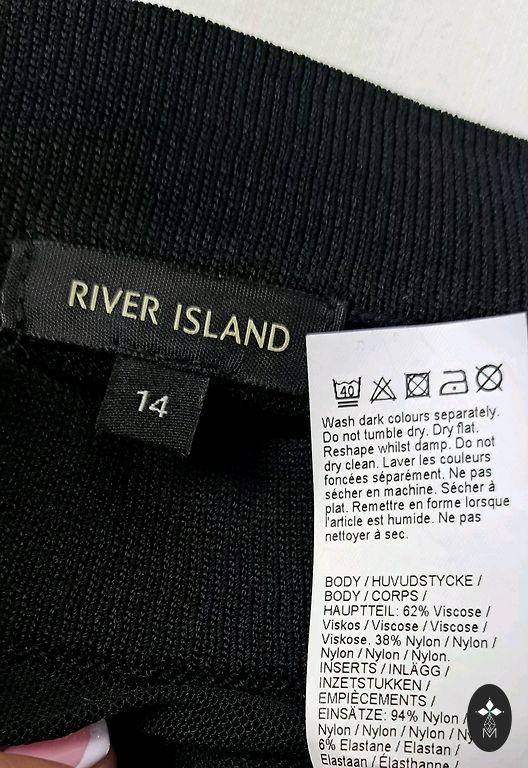 RIVER ISLAND
14
40
Wash dark colours separately.
Do not tumble dry. Dry flat.
Reshape whilst damp. Do not
dry clean. Laver les couleurs
foncées séparément. Ne pas
sécher en machine. Sécher à
plat. Remettre en forme lorsque
l'article est humide. Ne pas
nettoyer à sec.
BODY / HUVUDSTYCKE /
BODY / CORPS /
HAUPTTEIL: 62% Viscose /
Viskos / Viscose / Viscose /
Viskose. 38% Nylon / Nylon /
Nylon / Nylon / Nylon.
INSERTS / INLÄGG /
INZETSTUKKEN /
EMPIÈCEMENTS /
EINSÄTZE: 94% Nylon /
Nylon / Nylon / Nylon /
6% Elastane / Elastan /
Elastaan / Élasthanne /
M